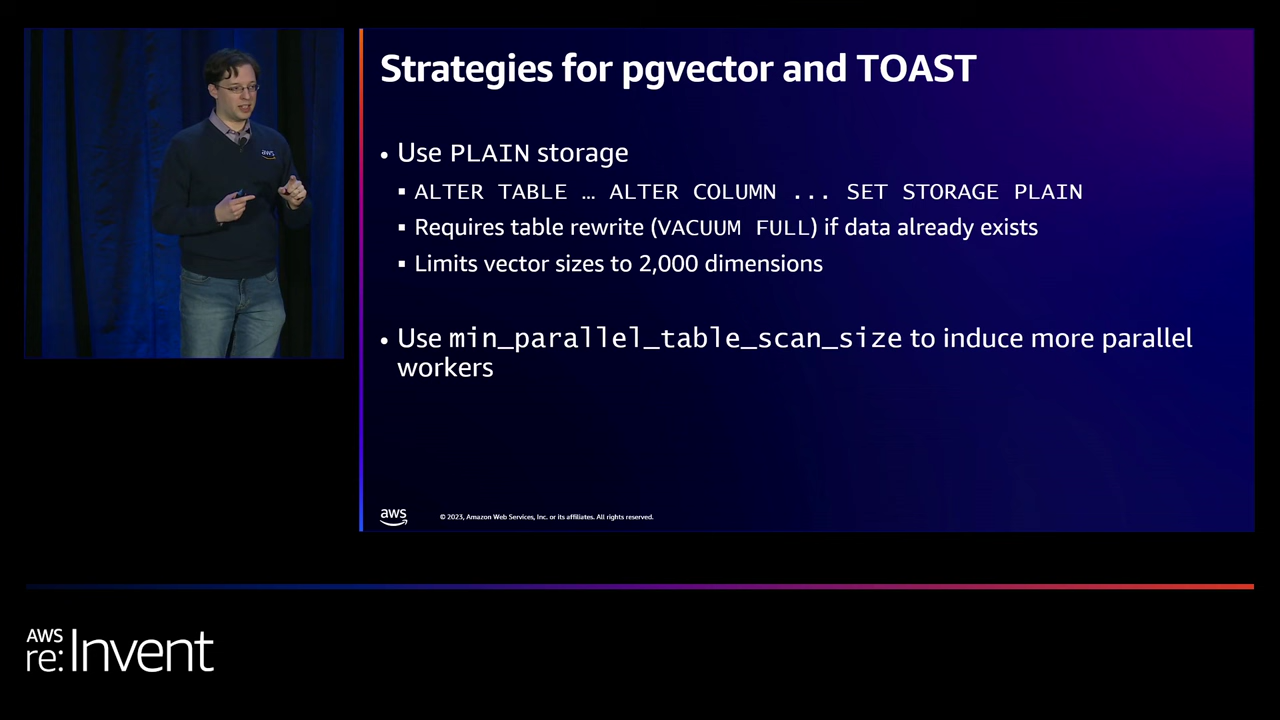 aws
Strategies for pgvector and TOAST
• Use PLAIN storage
▪ ALTER TABLE … ALTER COLUMN ... SET STORAGE PLAIN
▪ Requires table rewrite (VACUUM FULL) if data already exists
▪ Limits vector sizes to 2,000 dimensions
• Use min_parallel_table_scan_size to induce more parallel
workers
aws
© 2023, Amazon Web Services, Inc. or its affiliates. All rights reserved.
AWS
re:Invent